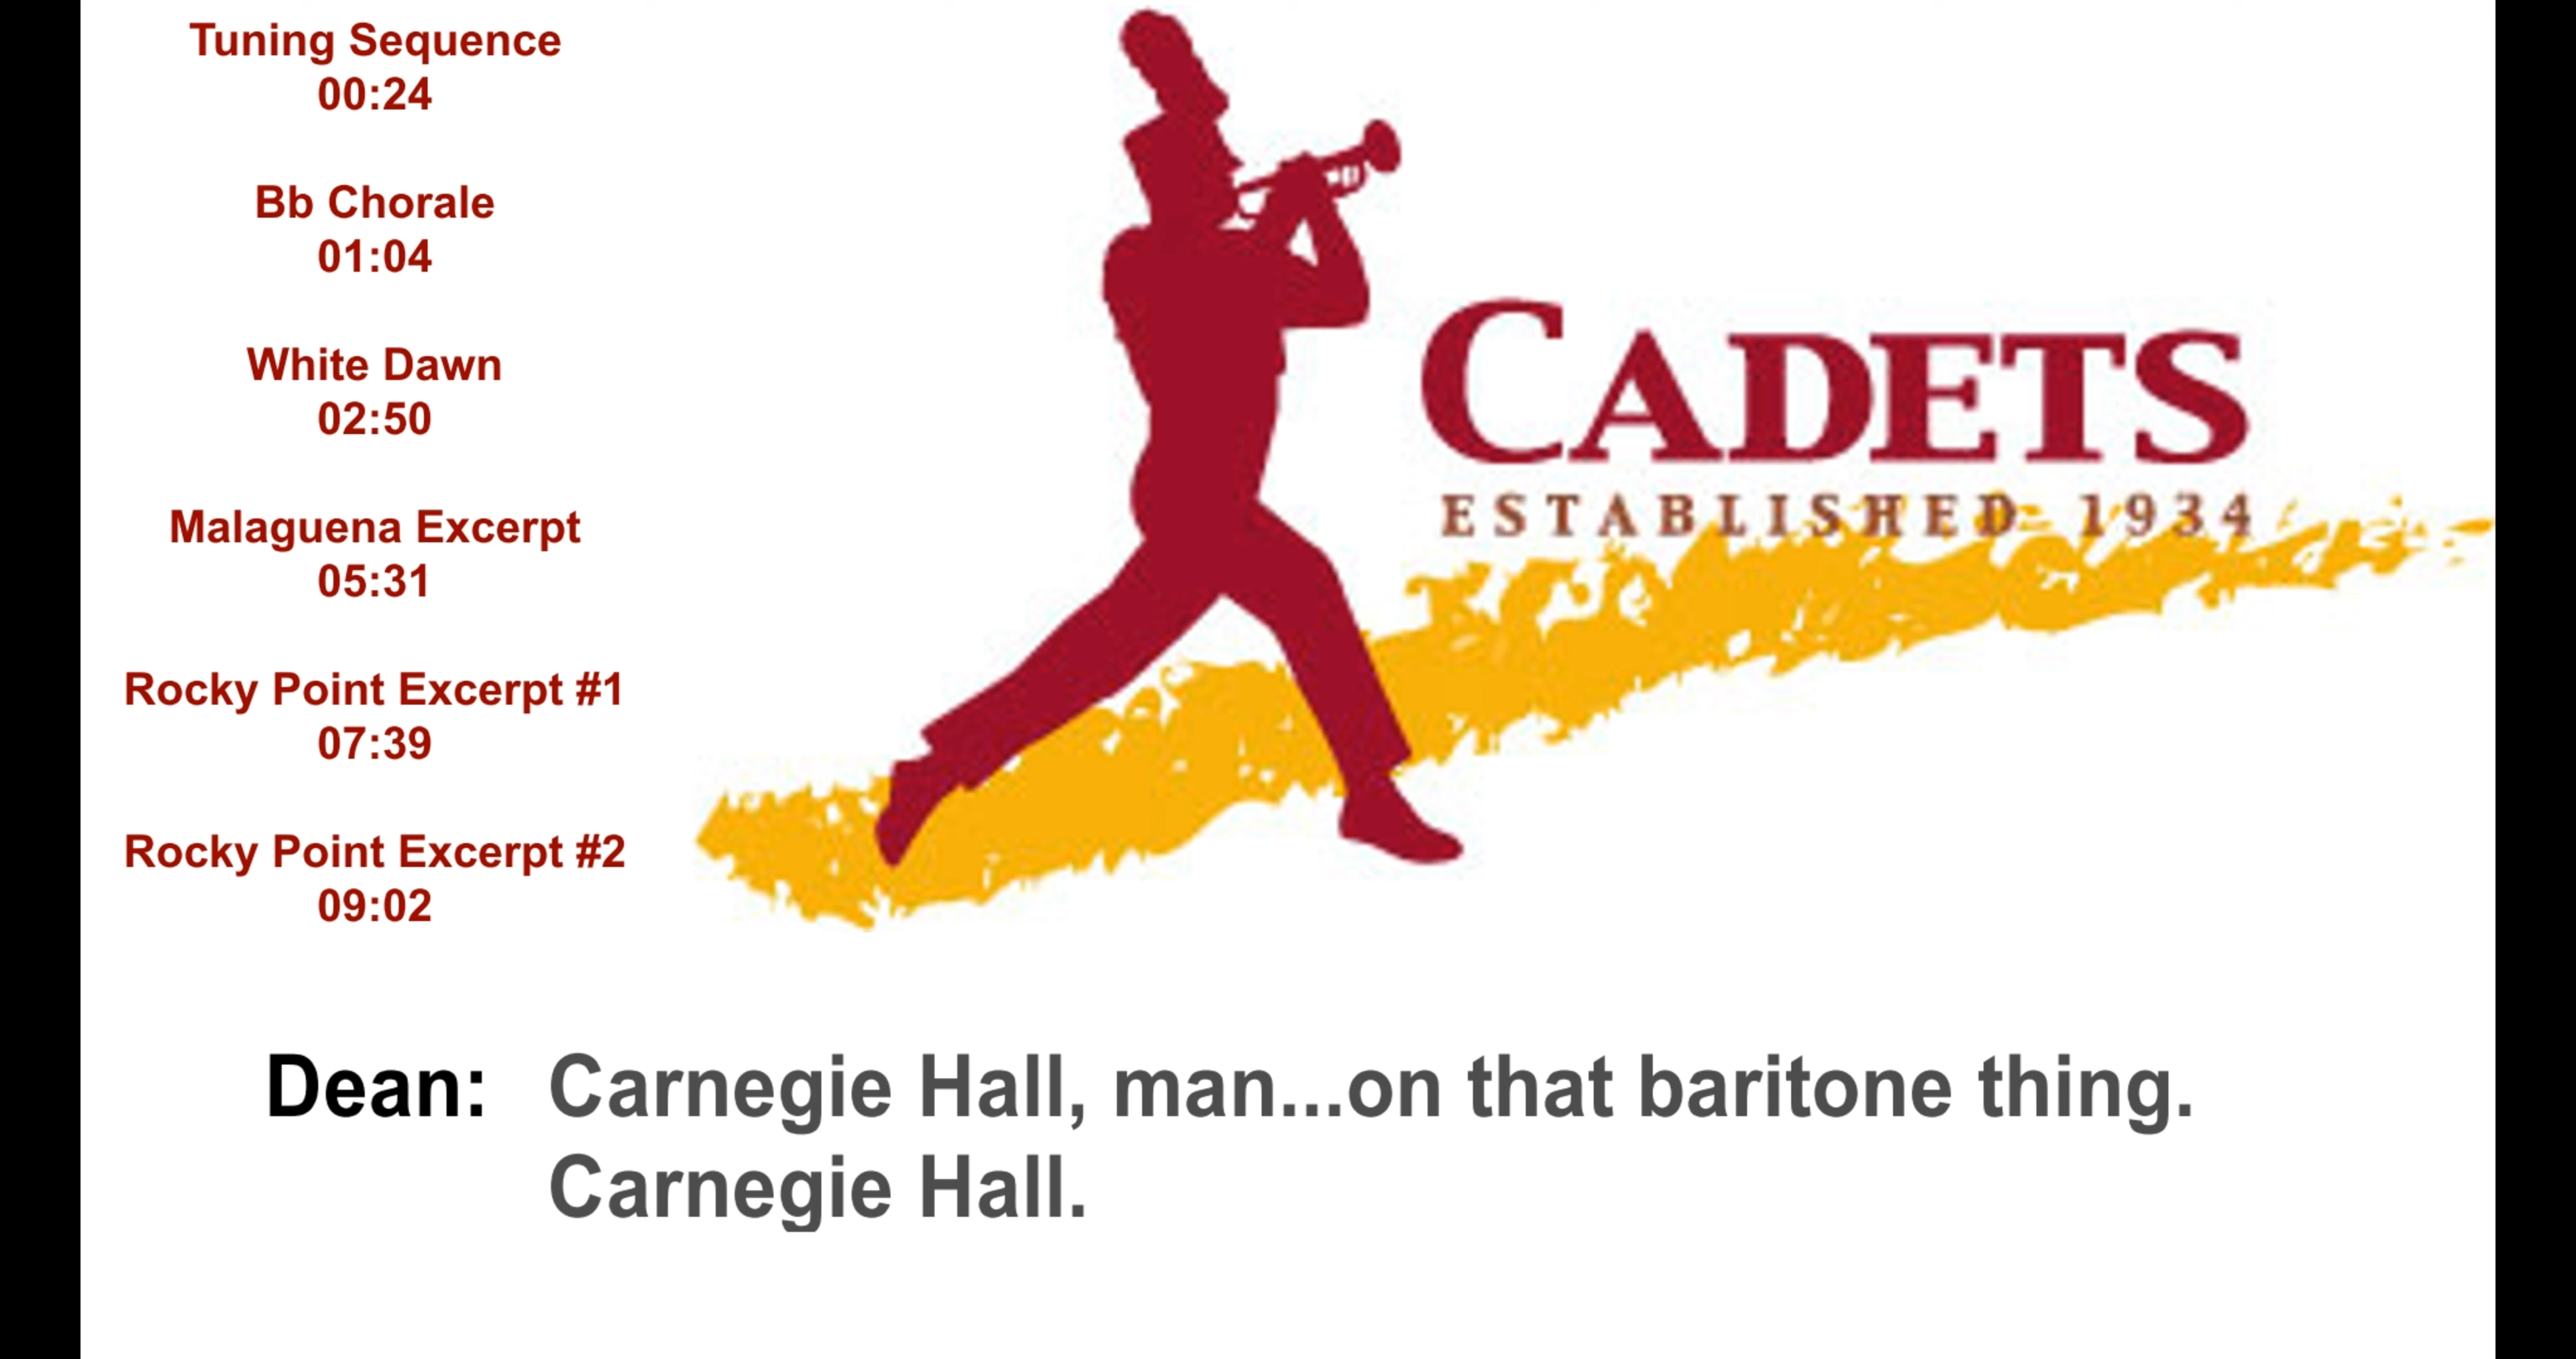 Tuning Sequence
00:24
Bb Chorale
01:04
White Dawn
02:50
Malaguena Excerpt
05:31
Rocky Point Excerpt #1
07:39
Rocky Point Excerpt #2
09:02
CADETS
ESTABLISHED 1934
Dean: Carnegie Hall, man...on that baritone thing.
Carnegie Hall.